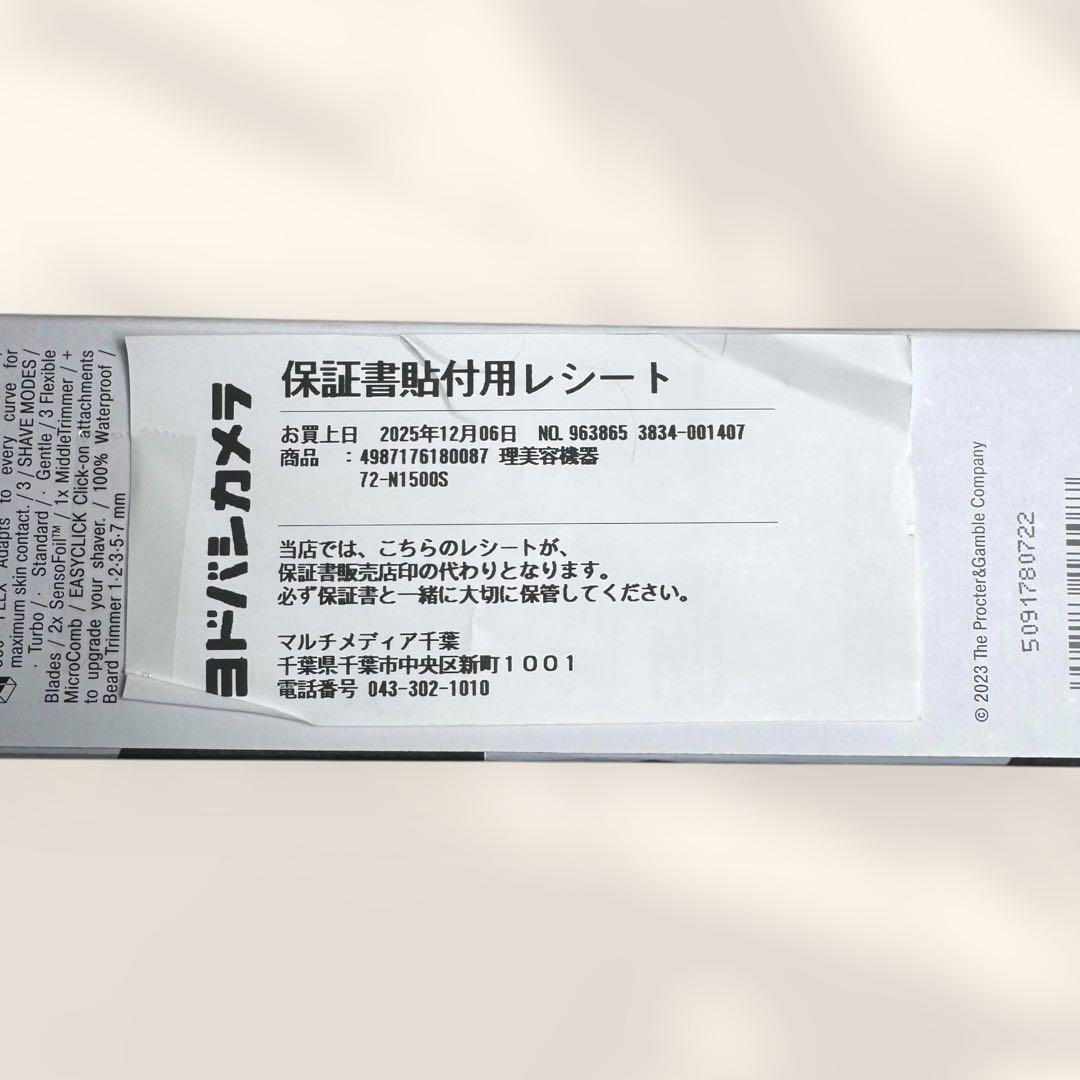 maximum skin contact. / 3 / SHAVE MODES /
· Turbo / · Standard / · Gentle / 3 Flexible
Blades / 2x SensoFoil™ / 1x MiddleTrimmer / +
MicroComb / EASYCLICK Click-on attachments
to upgrade your shaver. / 100% Waterproof /
Beard Trimmer 1·2·3·5·7 mm
ヨドバシカメラ
保証書貼付用レシート
お買上日 2025年12月06日 NO. 963865 3834-001407
商品 : 4987176180087 理美容機器
72-N1500S
当店では、こちらのレシートが、
保証書販売店印の代わりとなります。
必ず保証書と一緒に大切に保管してください。
マルチメディア千葉
千葉県千葉市中央区新町1001
電話番号 043-302-1010
© 2023 The Procter&Gamble Company
5091780722